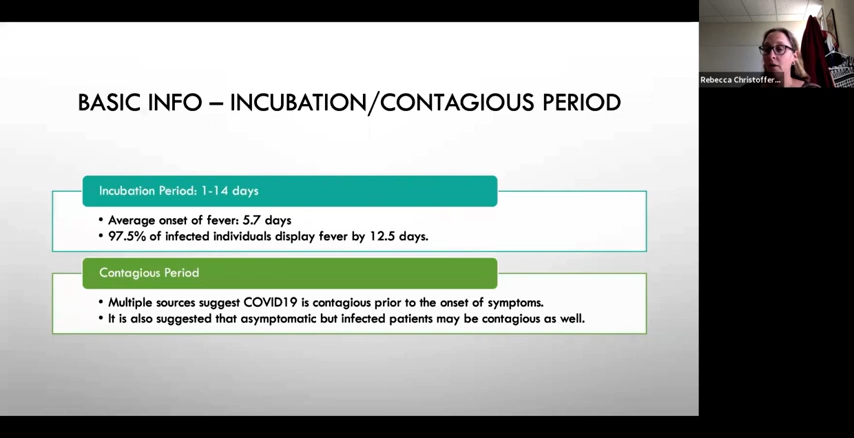 BASIC INFO – INCUBATION/CONTAGIOUS PERIOD
Incubation Period: 1-14 days
• Average onset of fever: 5.7 days
• 97.5% of infected individuals display fever by 12.5 days.
Contagious Period
• Multiple sources suggest COVID19 is contagious prior to the onset of symptoms.
• It is also suggested that asymptomatic but infected patients may be contagious as well.
Rebecca Christoffer...